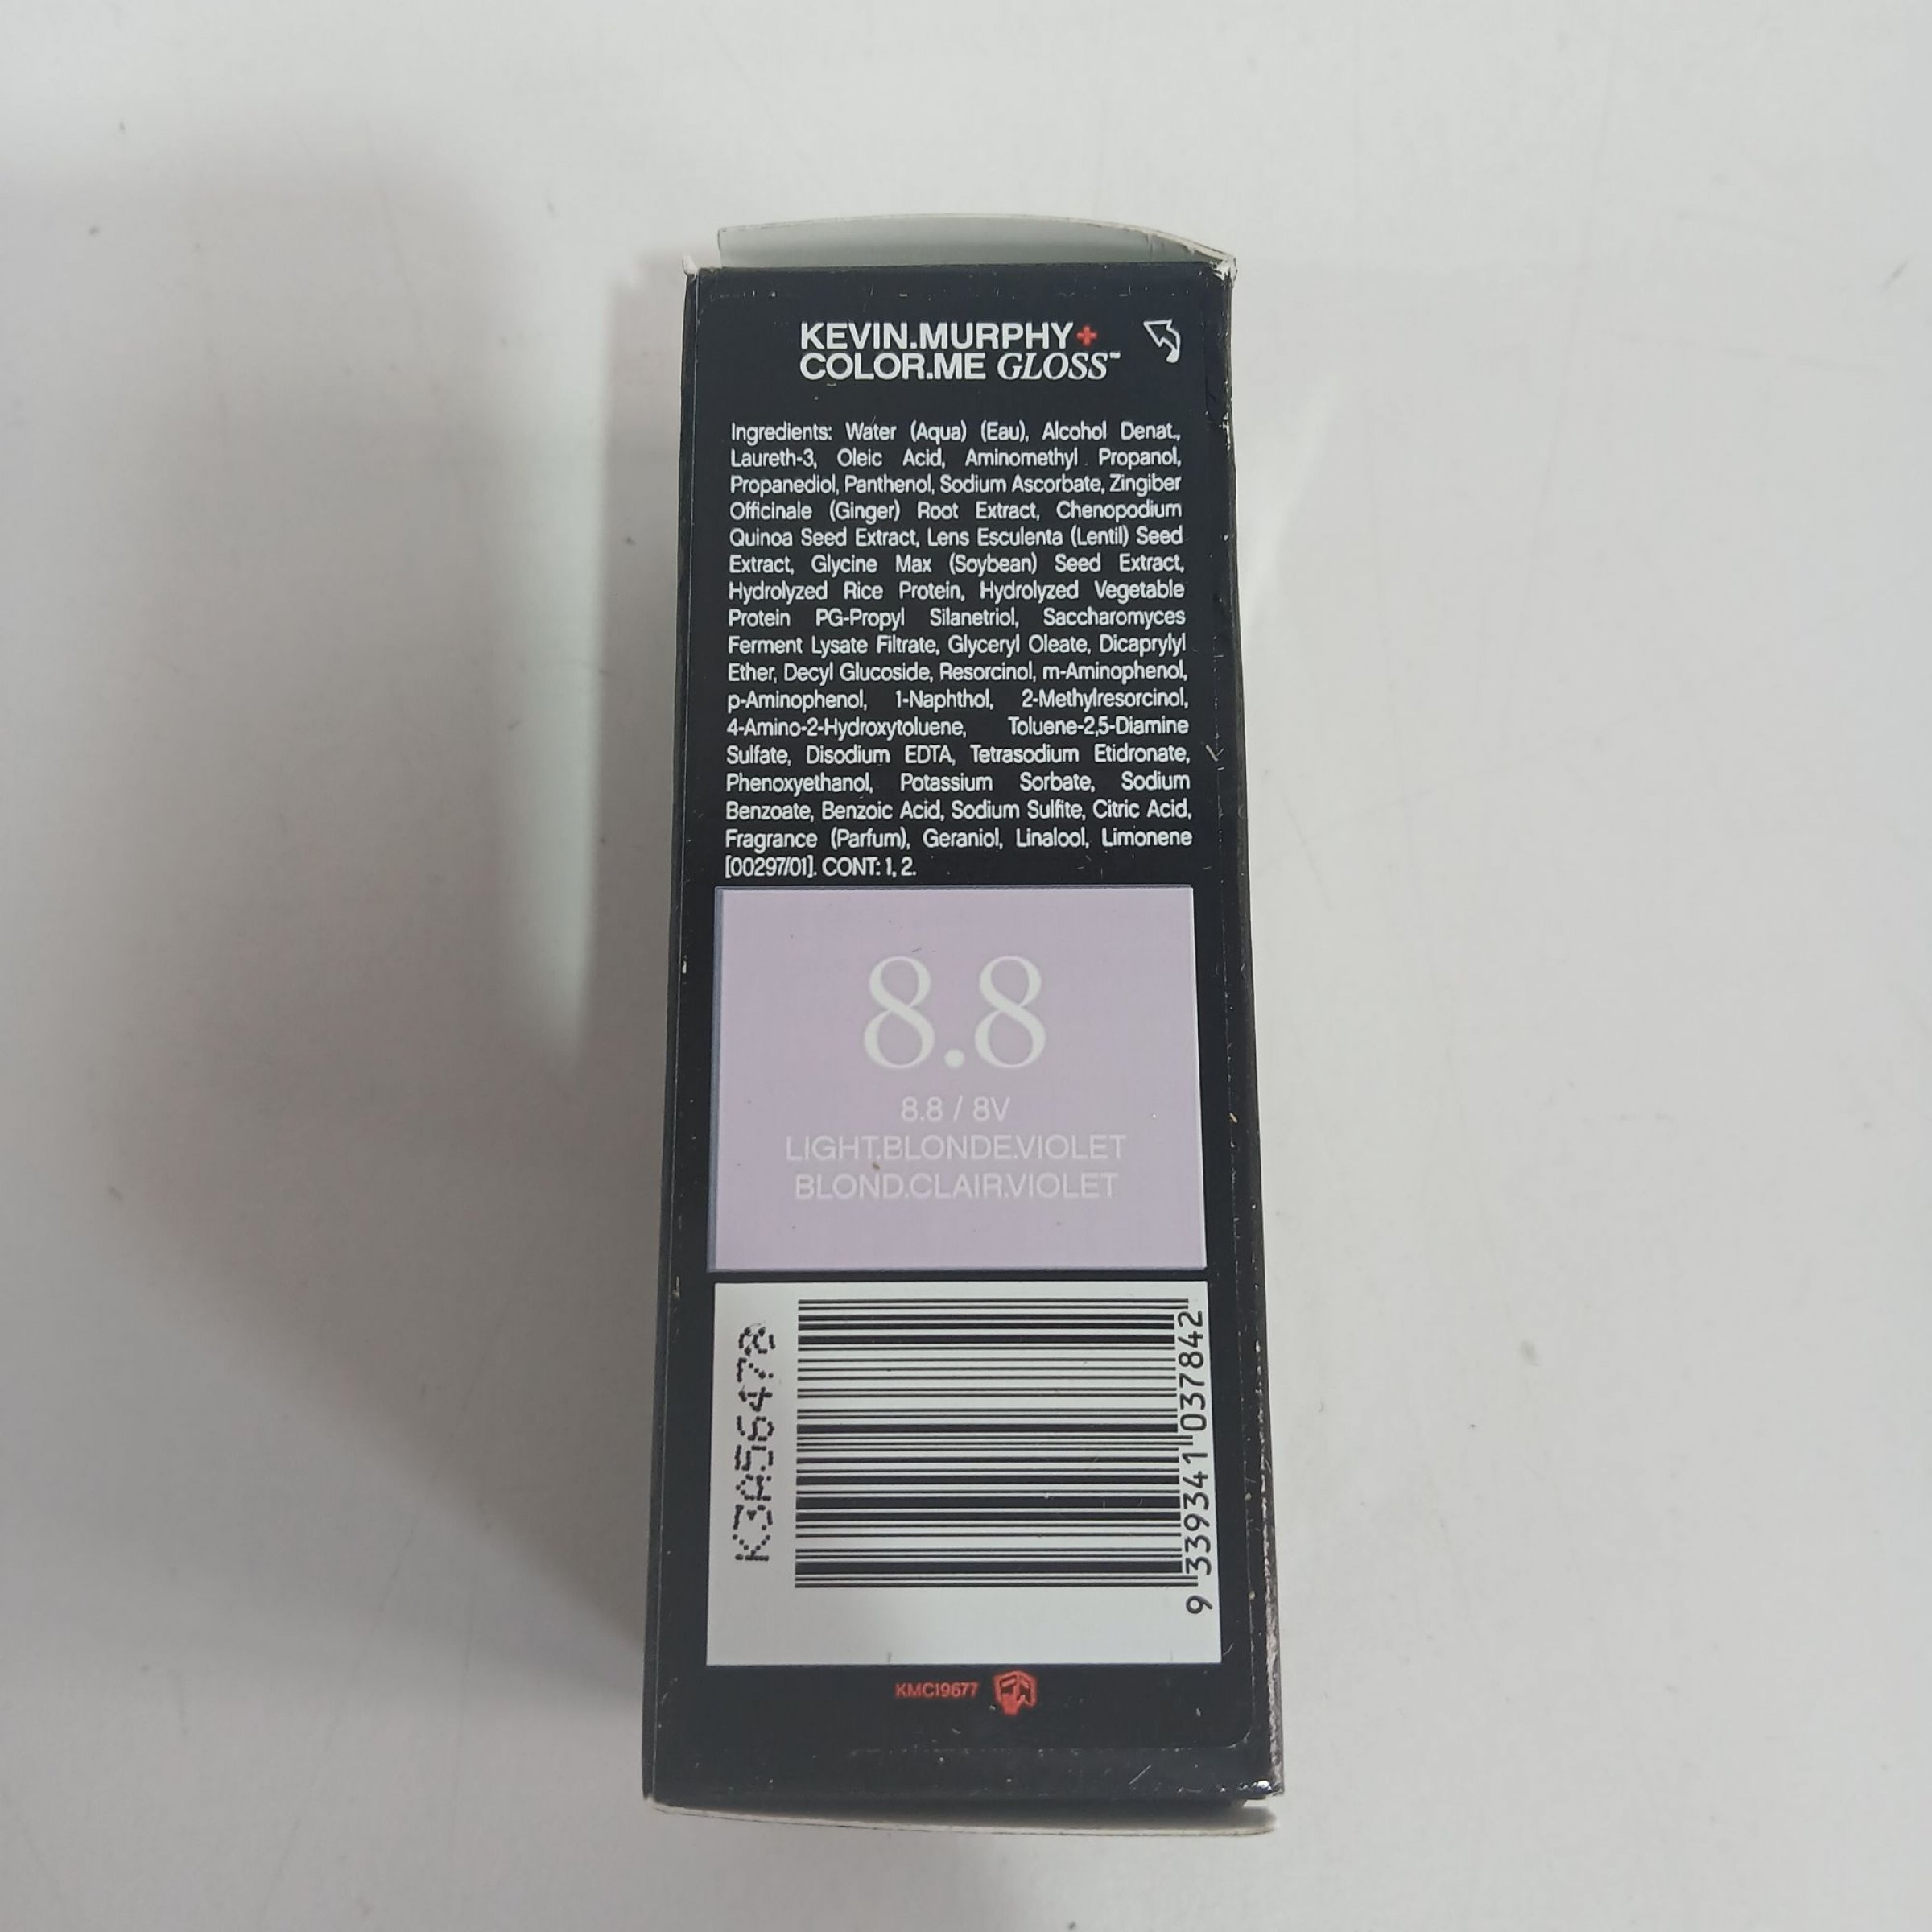 KEVIN.MURPHY+
COLOR.ME GLOSS™
Ingredients: Water (Aqua) (Eau), Alcohol Denat.,
Laureth-3, Oleic Acid, Aminomethyl Propanol,
Propanediol, Panthenol, Sodium Ascorbate, Zingiber
Officinale (Ginger) Root Extract, Chenopodium
Quinoa Seed Extract, Lens Esculenta (Lentil) Seed
Extract, Glycine Max (Soybean) Seed Extract,
Hydrolyzed Rice Protein, Hydrolyzed Vegetable
Protein PG-Propyl Silanetriol, Saccharomyces
Ferment Lysate Filtrate, Glyceryl Oleate, Dicaprylyl
Ether, Decyl Glucoside, Resorcinol, m-Aminophenol,
p-Aminophenol, 1-Naphthol, 2-Methylresorcinol,
4-Amino-2-Hydroxytoluene, Toluene-2,5-Diamine
Sulfate, Disodium EDTA, Tetrasodium Etidronate,
Phenoxyethanol, Potassium Sorbate, Sodium
Benzoate, Benzoic Acid, Sodium Sulfite, Citric Acid,
Fragrance (Parfum), Geraniol, Linalool, Limonene
[00297/01]. CONT: 1, 2.
8.8
8.8 / 8V
LIGHT.BLONDE.VIOLET
BLOND.CLAIR.VIOLET
K3A56478
9 339341 037842
KMCI9677